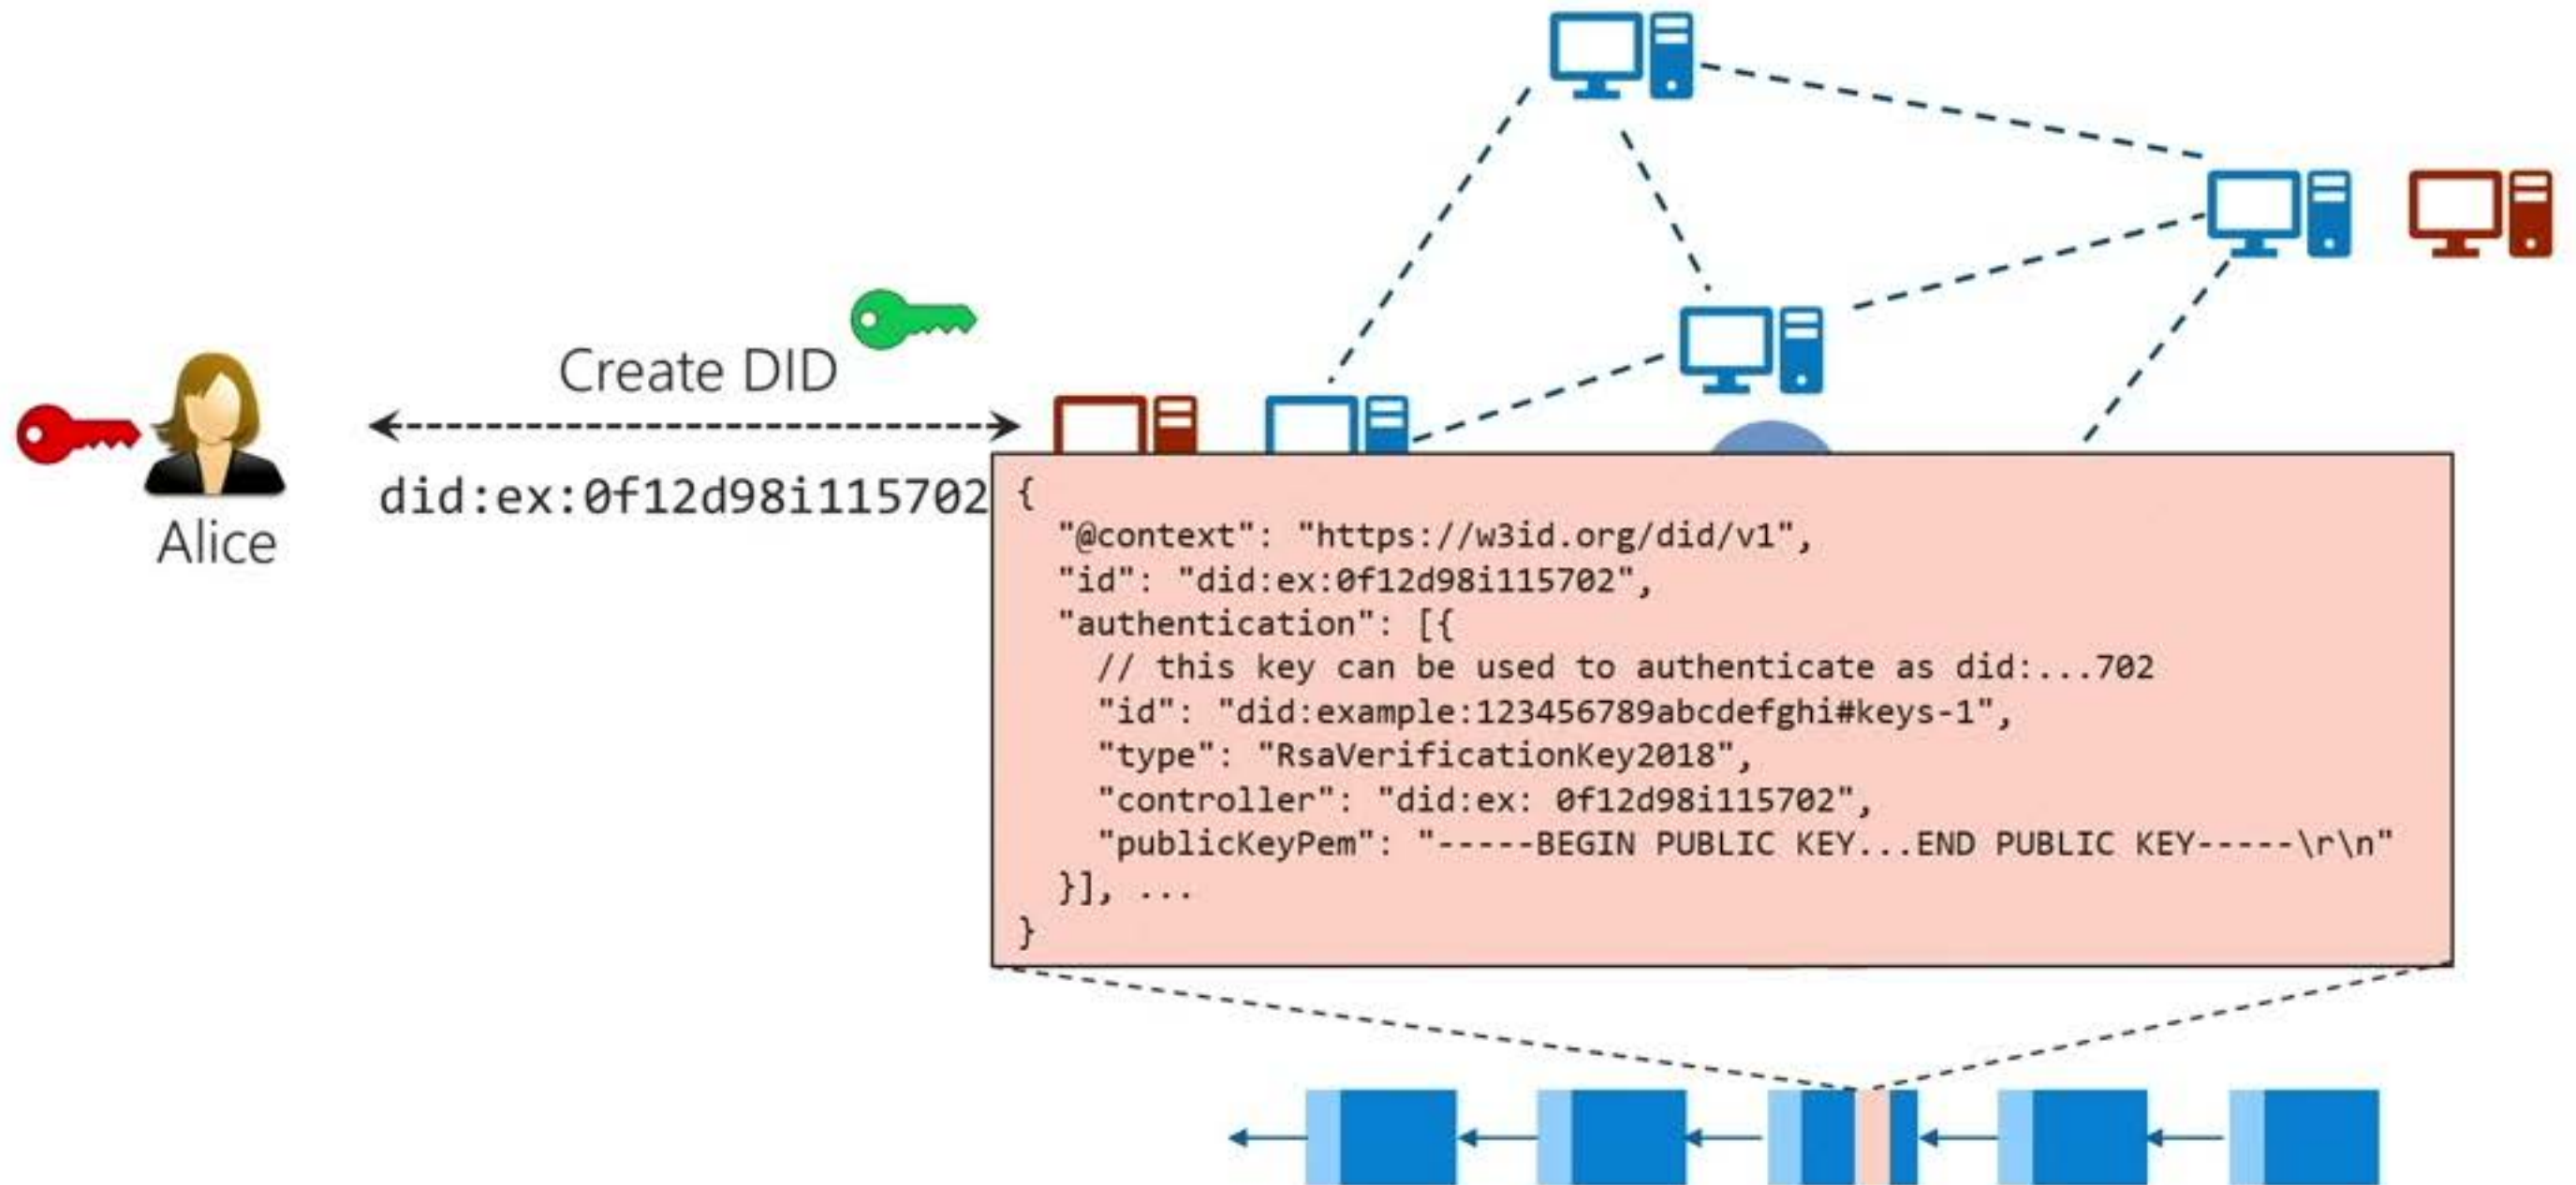 Create DID
did:ex:0f12d98i115702
Alice
{
"@context": "https://w3id.org/did/v1",
"id": "did:ex:0f12d98i115702",
"authentication": [{
// this key can be used to authenticate as did:...702
"id": "did:example:123456789abcdefghi#keys-1",
"type": "RsaVerificationKey2018",
"controller": "did:ex: 0f12d98i115702",
"publicKeyPem": "-----BEGIN PUBLIC KEY...END PUBLIC KEY-----\r\n"
}], ...
}